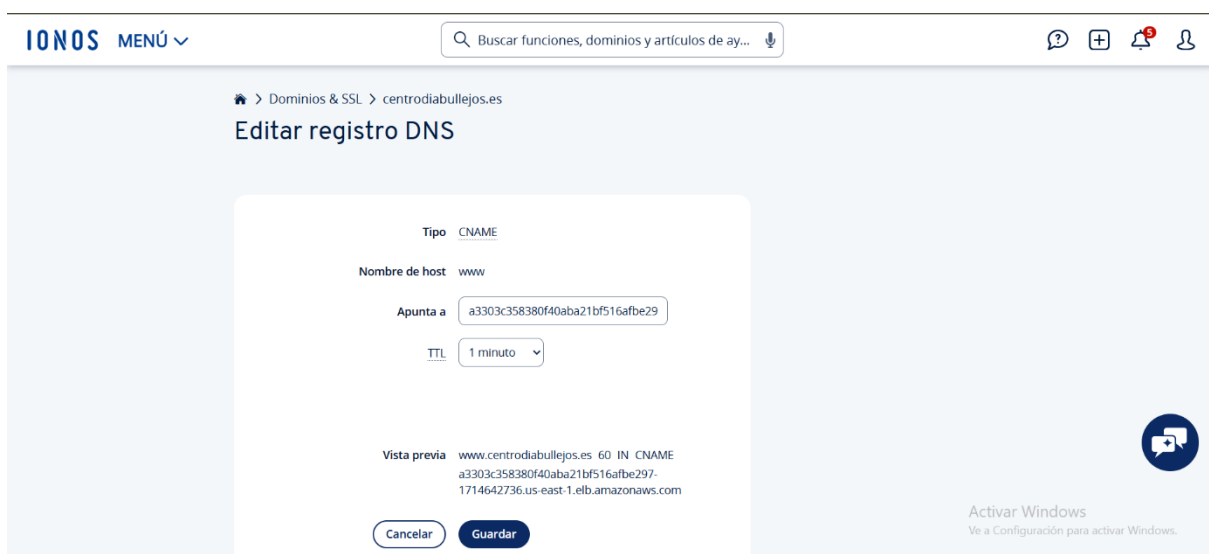 IONOS MENÚ
Buscar funciones, dominios y artículos de ay...
5
> Dominios & SSL > centrodiabullejos.es
Editar registro DNS
Tipo CNAME
Nombre de host www
Apunta a a3303c358380f40aba21bf516afbe29
TTL 1 minuto
Vista previa www.centrodiabullejos.es 60 IN CNAME
a3303c358380f40aba21bf516afbe297-
1714642736.us-east-1.elb.amazonaws.com
Cancelar Guardar
Activar Windows
Ve a Configuración para activar Windows.